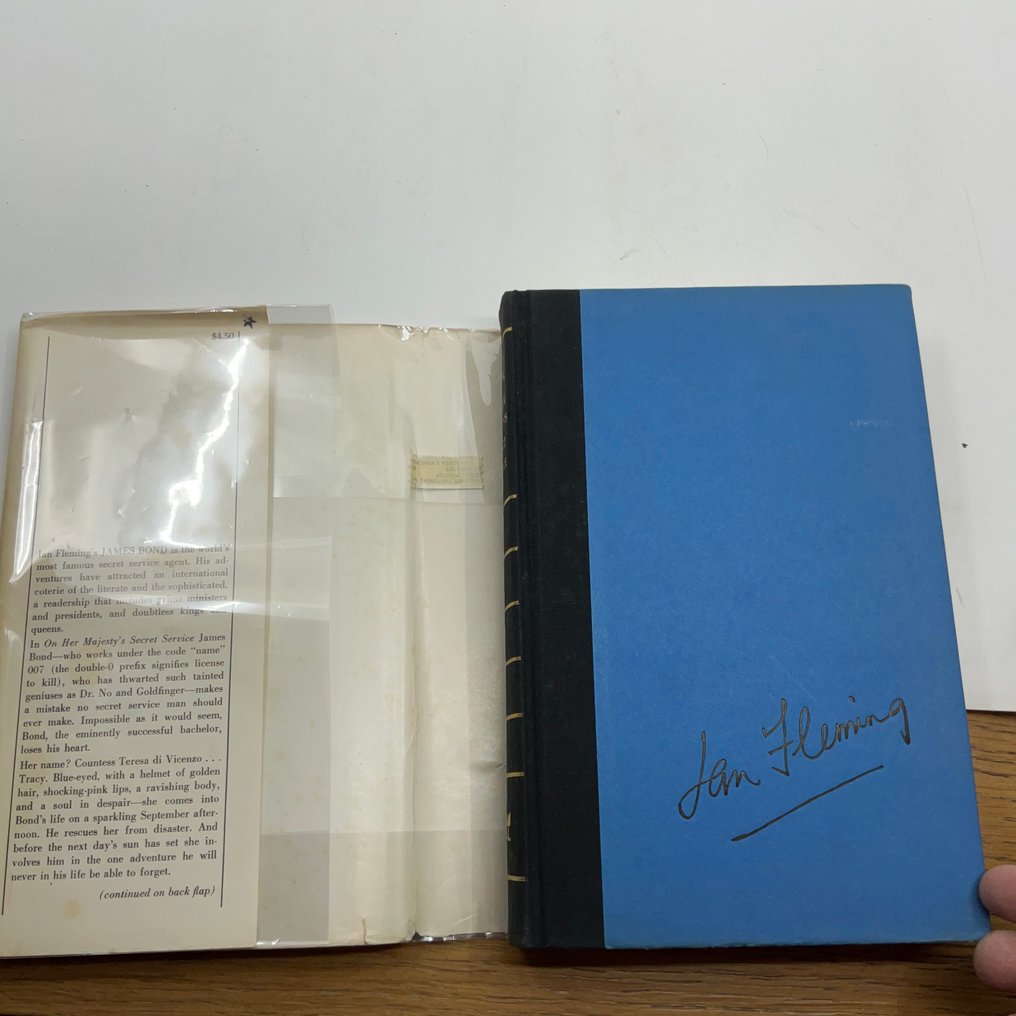 $4.50
Ian Fleming's JAMES BOND is the world's
most famous secret service agent. His ad-
ventures have attracted an international
coterie of the literate and the sophisticated,
a readership that includes prime ministers
and presidents, and doubtless kings and
queens.
In On Her Majesty's Secret Service James
Bond—who works under the code "name"
007 (the double-0 prefix signifies license
to kill), who has thwarted such tainted
geniuses as Dr. No and Goldfinger—makes
a mistake no secret service man should
ever make. Impossible as it would seem,
Bond, the eminently successful bachelor,
loses his heart.
Her name? Countess Teresa di Vicenzo . . .
Tracy. Blue-eyed, with a helmet of golden
hair, shocking-pink lips, a ravishing body,
and a soul in despair—she comes into
Bond's life on a sparkling September after-
noon. He rescues her from disaster. And
before the next day's sun has set she in-
volves him in the one adventure he will
never in his life be able to forget.
(continued on back flap)
Ian Fleming